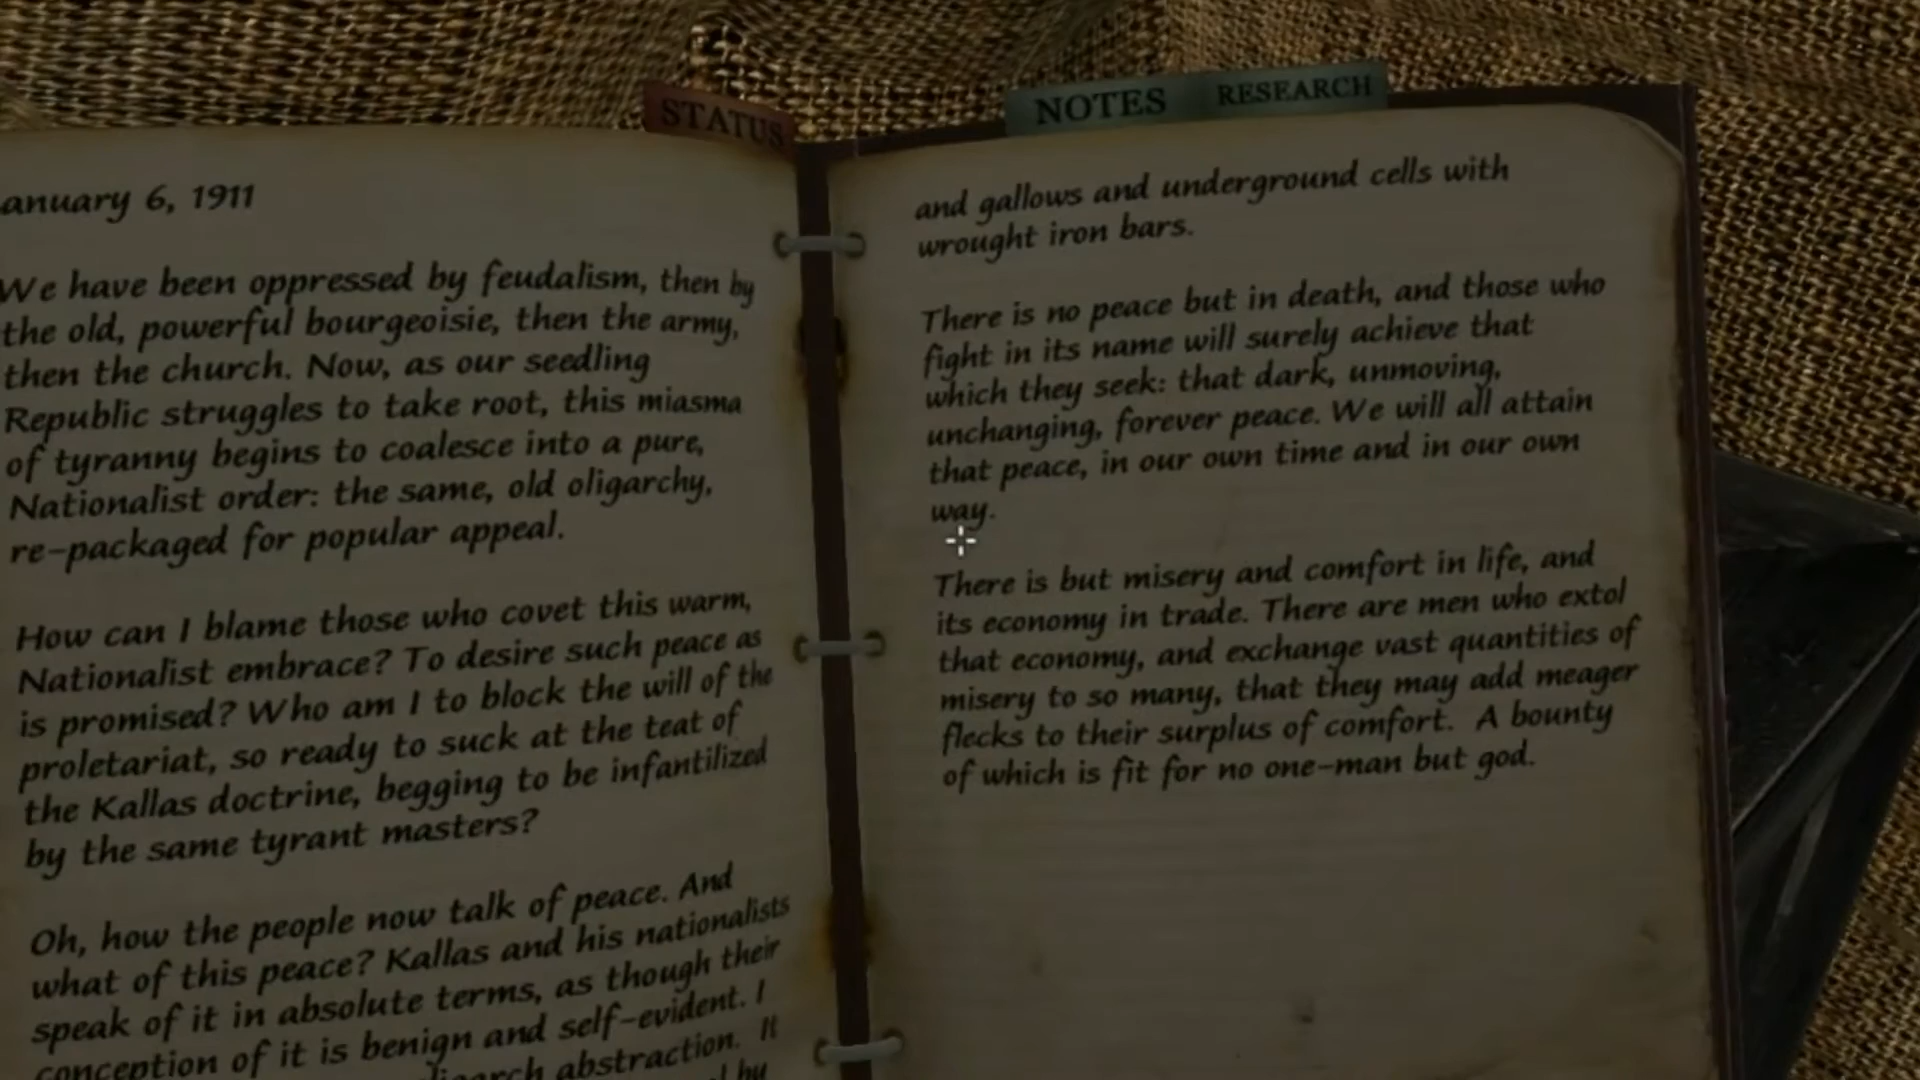 STATUS
NOTES
RESEARCH
anuary 6, 1911
We have been oppressed by feudalism, then by
the old, powerful bourgeoisie, then the army,
then the church. Now, as our seedling
Republic struggles to take root, this miasma
of tyranny begins to coalesce into a pure,
Nationalist order: the same, old oligarchy,
re-packaged for popular appeal.
How can I blame those who covet this warm,
Nationalist embrace? To desire such peace as
is promised? Who am I to block the will of the
proletariat, so ready to suck at the teat of
the Kallas doctrine, begging to be infantilized
by the same tyrant masters?
Oh, how the people now talk of peace. And
what of this peace? Kallas and his nationalists
speak of it in absolute terms, as though their
conception of it is benign and self-evident. I
abstraction. It
by
and gallows and underground cells with
wrought iron bars.
There is no peace but in death, and those who
fight in its name will surely achieve that
which they seek: that dark, unmoving,
unchanging, forever peace. We will all attain
that peace, in our own time and in our own
way.
There is but misery and comfort in life, and
its economy in trade. There are men who extol
that economy, and exchange vast quantities of
misery to so many, that they may add meager
flecks to their surplus of comfort. A bounty
of which is fit for no one-man but god.